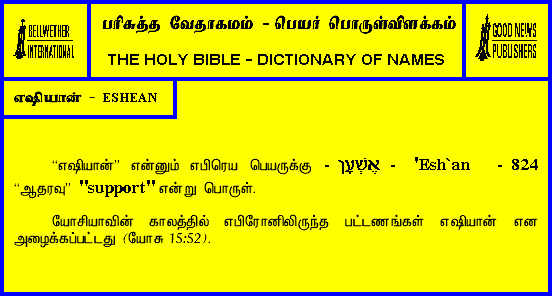 BELLWETHER
INTERNATIONAL
பரிசுத்த வேதாகமம் - பெயர் பொருள்விளக்கம்
THE HOLY BIBLE - DICTIONARY OF NAMES
GOOD NEWS
PUBLISHERS
எஷியான் - ESHEAN
“எஷியான்” என்னும் எபிரெய பெயருக்கு - אֶשְׁעָן - 'Esh`an - 824
“ஆதரவு” "support" என்று பொருள்.
யோசியாவின் காலத்தில் எபிரோனிலிருந்த பட்டணங்கள் எஷியான் என
அழைக்கப்பட்டது (யோசு 15:52).